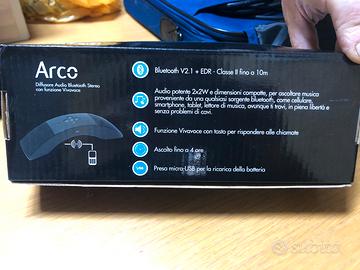 Arco
Diffusore Audio Bluetooth Stereo
con funzione Vivavoce
Bluetooth V2.1 + EDR - Classe II fino a 10m
Audio potente 2x2W e dimensioni compatte, per ascoltare musica
proveniente da una qualsiasi sorgente bluetooth, come cellulare,
smartphone, tablet, lettore di musica, ovunque ti trovi, in piena libertà e
senza problemi di cavi.
Funzione Vivavoce con tasto per rispondere alle chiamate
Ascolto fino a 4 ore
Presa micro-USB per la ricarica della batteria
subito.it